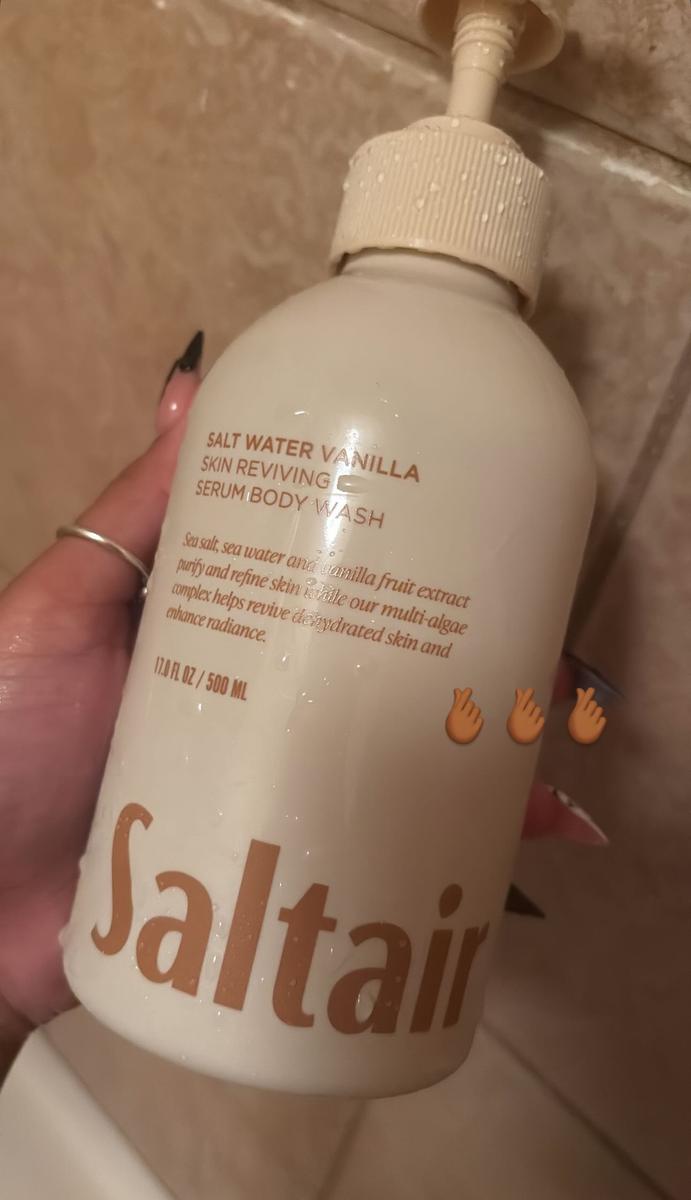 SALT WATER VANILLA
SKIN REVIVING
SERUM BODY WASH
Sea salt, sea water and vanilla fruit extract
purify and refine skin while our multi-algae
complex helps revive dehydrated skin and
enhance radiance.
17.0 FL OZ / 500 ML
Saltair